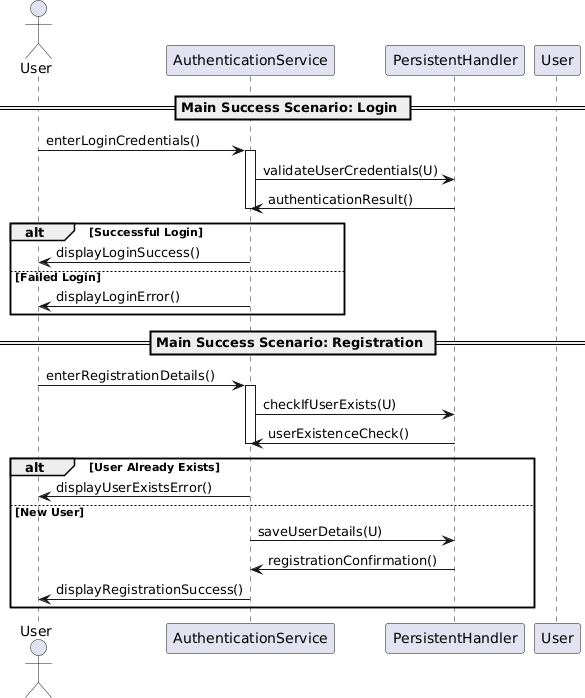 User
AuthenticationService
PersistentHandler
User
Main Success Scenario: Login
enterLoginCredentials()
validateUserCredentials(U)
authenticationResult()
alt [Successful Login]
displayLoginSuccess()
[Failed Login]
displayLoginError()
Main Success Scenario: Registration
enterRegistrationDetails()
checkIfUserExists(U)
userExistenceCheck()
alt [User Already Exists]
displayUserExistsError()
[New User]
saveUserDetails(U)
registrationConfirmation()
displayRegistrationSuccess()
User
AuthenticationService
PersistentHandler
User